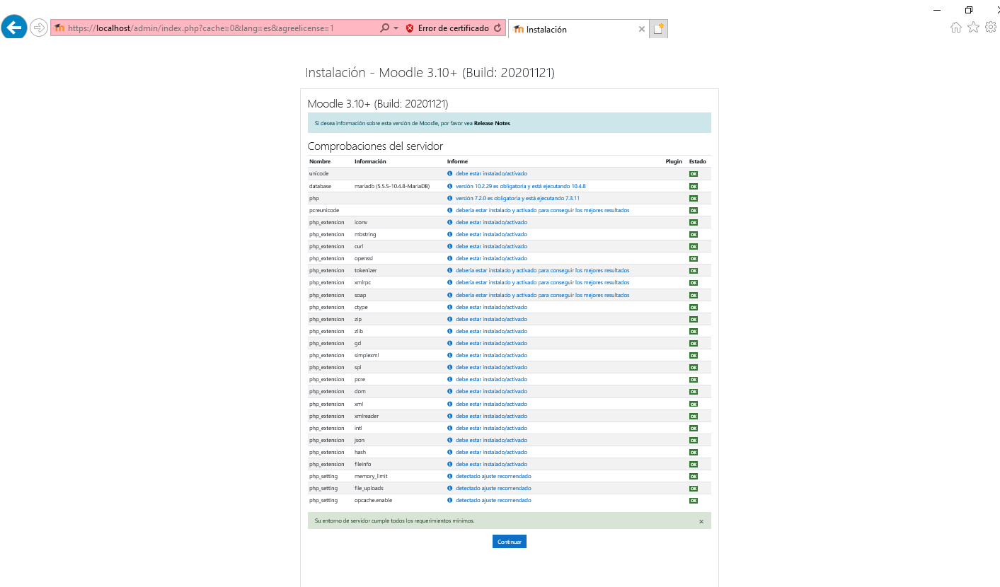 https://localhost/admin/index.php?cache=0&lang=es&agreelicense=1 Error de certificado Instalación
Instalación - Moodle 3.10+ (Build: 20201121)
Moodle 3.10+ (Build: 20201121)
Si desea información sobre esta versión de Moodle, por favor vea Release Notes
Comprobaciones del servidor
Nombre Información Informe Plugin Estado
unicode debe estar instalado/activado OK
database mariadb (5.5.5-10.4.8-MariaDB) versión 10.2.29 es obligatoria y está ejecutando 10.4.8 OK
php versión 7.2.0 es obligatoria y está ejecutando 7.3.11 OK
pcreunicode debería estar instalado y activado para conseguir los mejores resultados OK
php_extension iconv debe estar instalado/activado OK
php_extension mbstring debe estar instalado/activado OK
php_extension curl debe estar instalado/activado OK
php_extension openssl debe estar instalado/activado OK
php_extension tokenizer debería estar instalado y activado para conseguir los mejores resultados OK
php_extension xmlrpc debería estar instalado y activado para conseguir los mejores resultados OK
php_extension soap debería estar instalado y activado para conseguir los mejores resultados OK
php_extension ctype debe estar instalado/activado OK
php_extension zip debe estar instalado/activado OK
php_extension zlib debe estar instalado/activado OK
php_extension gd debe estar instalado/activado OK
php_extension simplexml debe estar instalado/activado OK
php_extension spl debe estar instalado/activado OK
php_extension pcre debe estar instalado/activado OK
php_extension dom debe estar instalado/activado OK
php_extension xml debe estar instalado/activado OK
php_extension xmlreader debe estar instalado/activado OK
php_extension intl debe estar instalado/activado OK
php_extension json debe estar instalado/activado OK
php_extension hash debe estar instalado/activado OK
php_extension fileinfo debe estar instalado/activado OK
php_setting memory_limit detectado ajuste recomendado OK
php_setting file_uploads detectado ajuste recomendado OK
php_setting opcache.enable detectado ajuste recomendado OK
Su entorno de servidor cumple todos los requerimientos mínimos.
Continuar